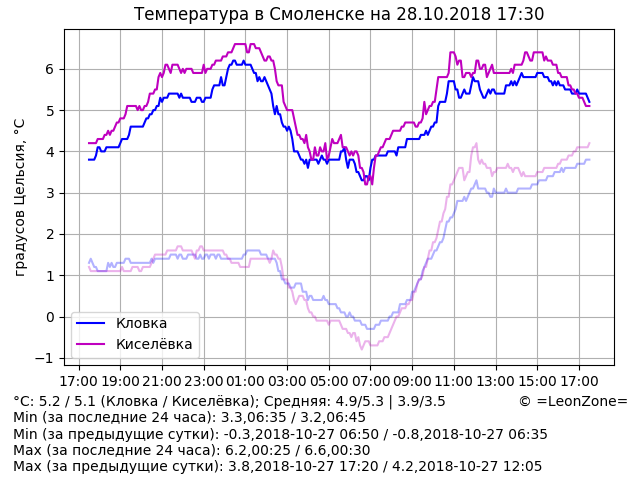 Температура в Смоленске на 28.10.2018 17:30
градусов Цельсия, °C
6
5
4
3
2
1
0
−1
Кловка
Киселёвка
17:00 19:00 21:00 23:00 01:00 03:00 05:00 07:00 09:00 11:00 13:00 15:00 17:00
°C: 5.2 / 5.1 (Кловка / Киселёвка); Средняя: 4.9/5.3 | 3.9/3.5 © =LeonZone=
Min (за последние 24 часа): 3.3,06:35 / 3.2,06:45
Min (за предыдущие сутки): -0.3,2018-10-27 06:50 / -0.8,2018-10-27 06:35
Max (за последние 24 часа): 6.2,00:25 / 6.6,00:30
Max (за предыдущие сутки): 3.8,2018-10-27 17:20 / 4.2,2018-10-27 12:05